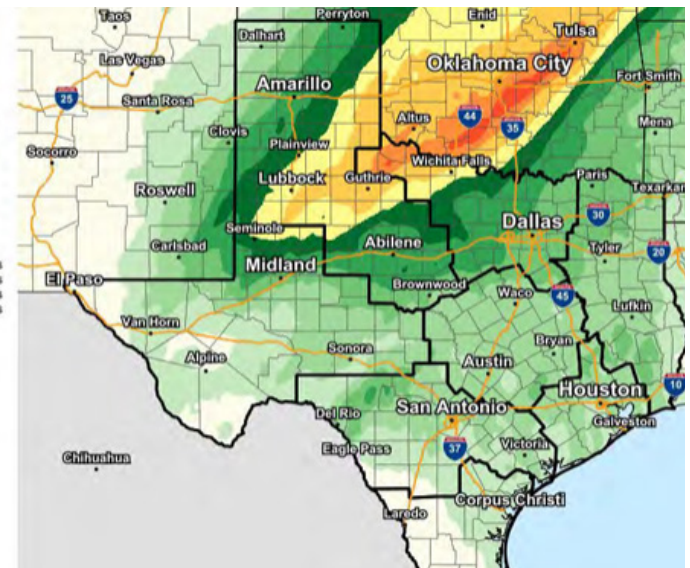 Taos
Perryton
Enid
Dalhart
Tulsa
Las Vegas
Oklahoma City
Amarillo
Fort Smith
25
Santa Rosa
Altus
44
35
Clovis
Mena
Plainview
Socorro
Wichita Falls
Lubbock
Guthrie
Paris
Roswell
Texarkan
Dallas
30
Seminole
Carlsbad
Abilene
Tyler
20
Midland
El Paso
Brownwood
Waco
45
Lufkin
Van Horn
Bryan
Sonora
Alpine
Austin
10
Houston
San Antonio
Del Rio
Galveston
Eagle Pass
37
Victoria
Chihuahua
Corpus Christi
Laredo